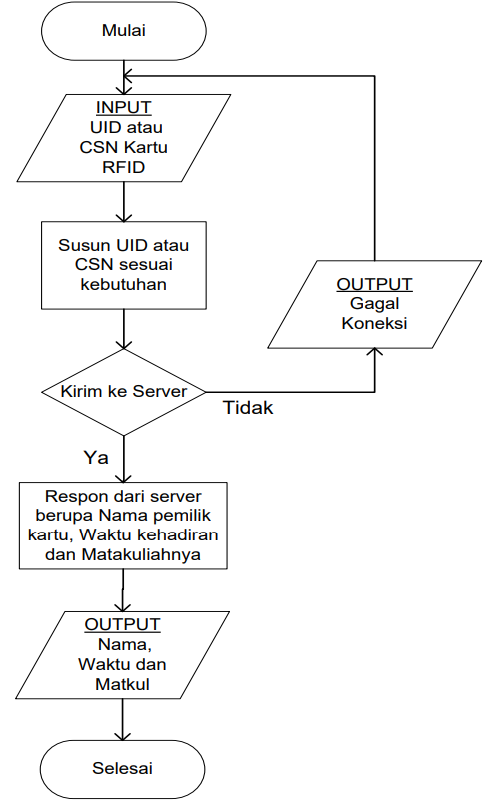 Mulai
INPUT
UID atau
CSN Kartu
RFID
Susun UID atau
CSN sesuai
kebutuhan
OUTPUT
Gagal
Koneksi
Kirim ke Server
Tidak
Ya
Respon dari server
berupa Nama pemilik
kartu, Waktu kehadiran
dan Matakuliahnya
OUTPUT
Nama,
Waktu dan
Matkul
Selesai